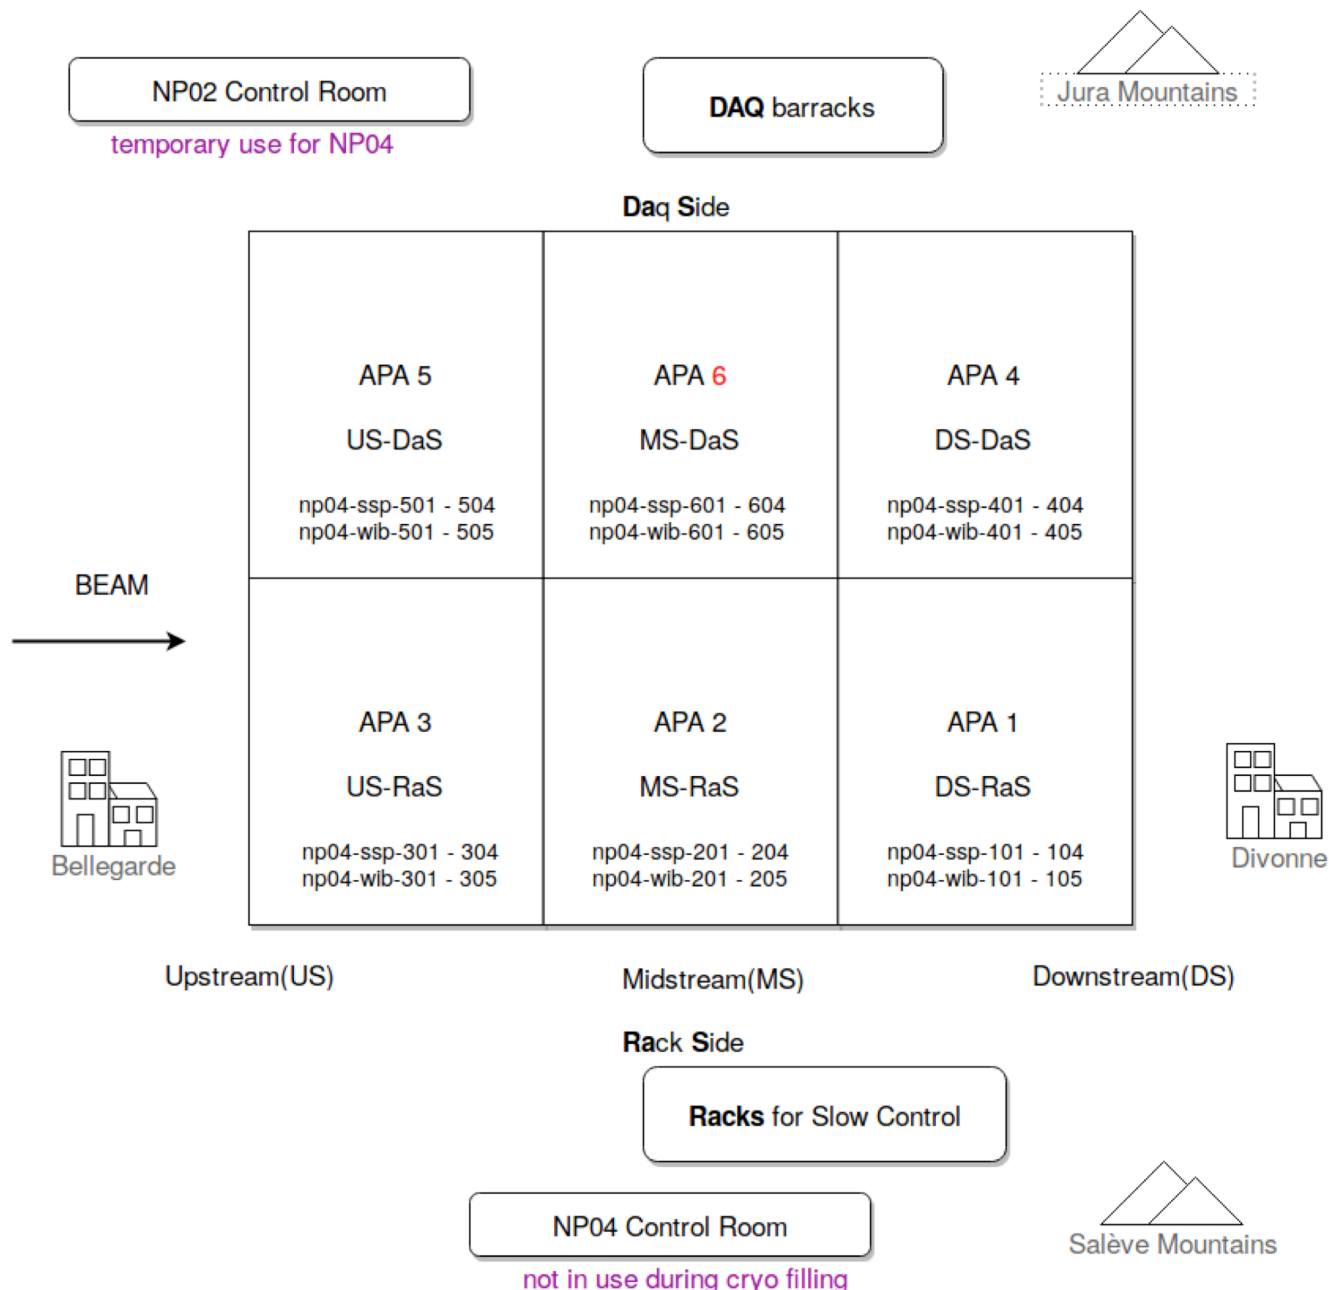 NP02 Control Room
temporary use for NP04
DAQ barracks
Jura Mountains
Daq Side
APA 5
US-DaS
np04-ssp-501 - 504
np04-wib-501 - 505
APA 6
MS-DaS
np04-ssp-601 - 604
np04-wib-601 - 605
APA 4
DS-DaS
np04-ssp-401 - 404
np04-wib-401 - 405
BEAM
APA 3
US-RaS
np04-ssp-301 - 304
np04-wib-301 - 305
APA 2
MS-RaS
np04-ssp-201 - 204
np04-wib-201 - 205
APA 1
DS-RaS
np04-ssp-101 - 104
np04-wib-101 - 105
Bellegarde
Divonne
Upstream(US)
Midstream(MS)
Downstream(DS)
Rack Side
Racks for Slow Control
NP04 Control Room
not in use during cryo filling
Salève Mountains